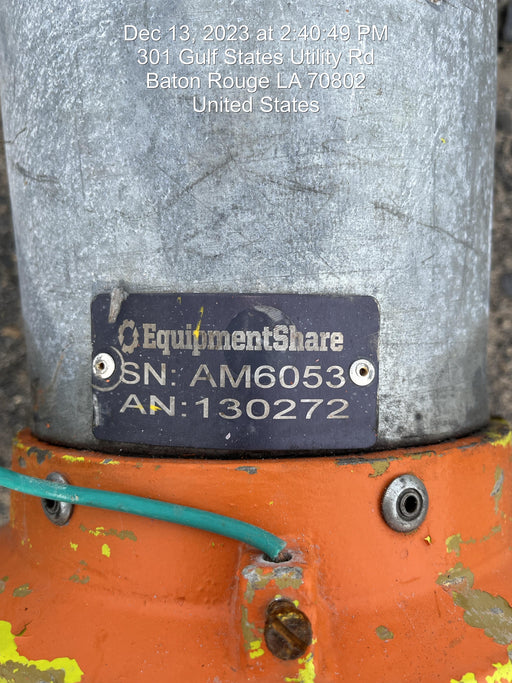 Dec 13, 2023 at 2:40:49 PM
301 Gulf States Utility Rd
Baton Rouge LA 70802
United States
EquipmentShare
SN: AM6053
AN: 130272